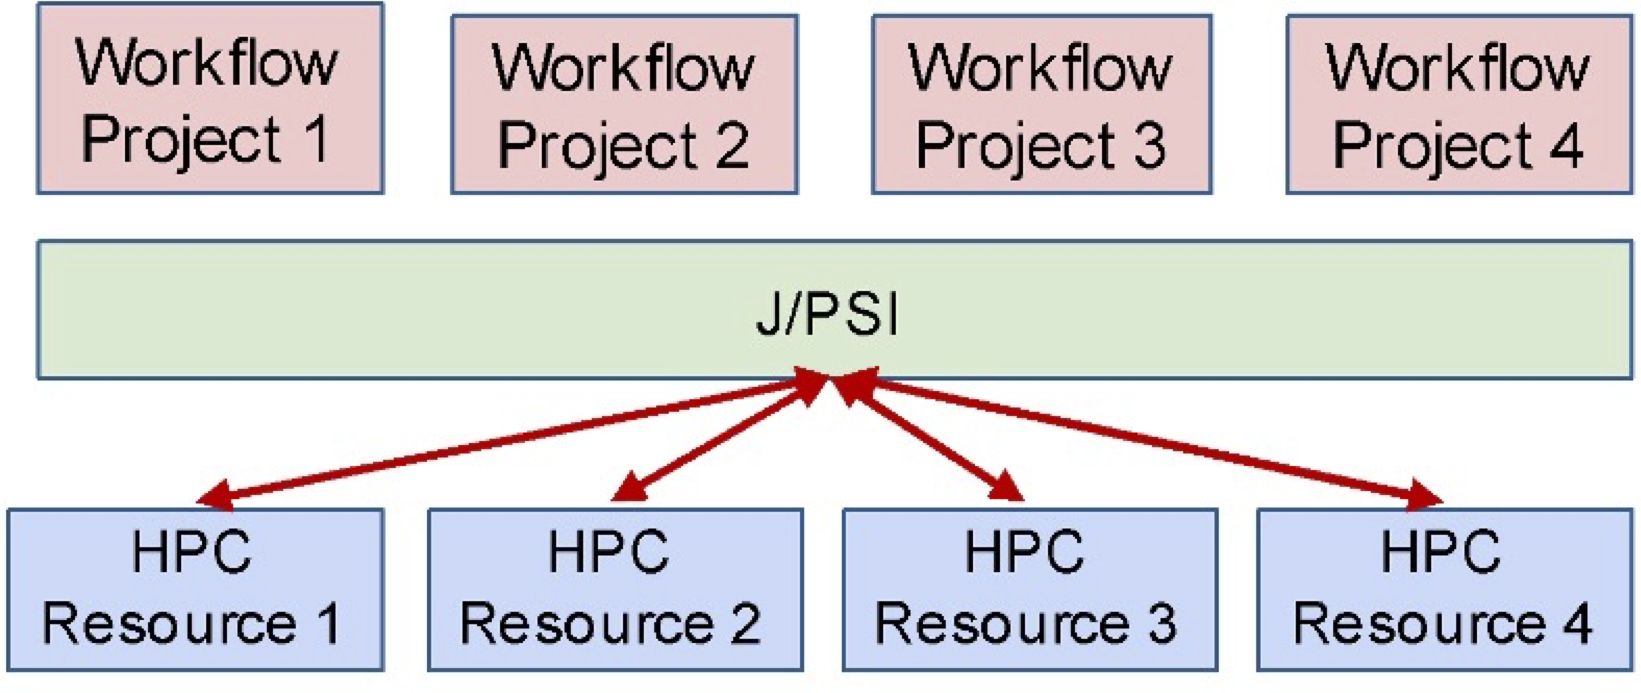 Workflow
Project 1
Workflow
Project 2
Workflow
Project 3
Workflow
Project 4
J/PSI
HPC
Resource 1
HPC
Resource 2
HPC
Resource 3
HPC
Resource 4